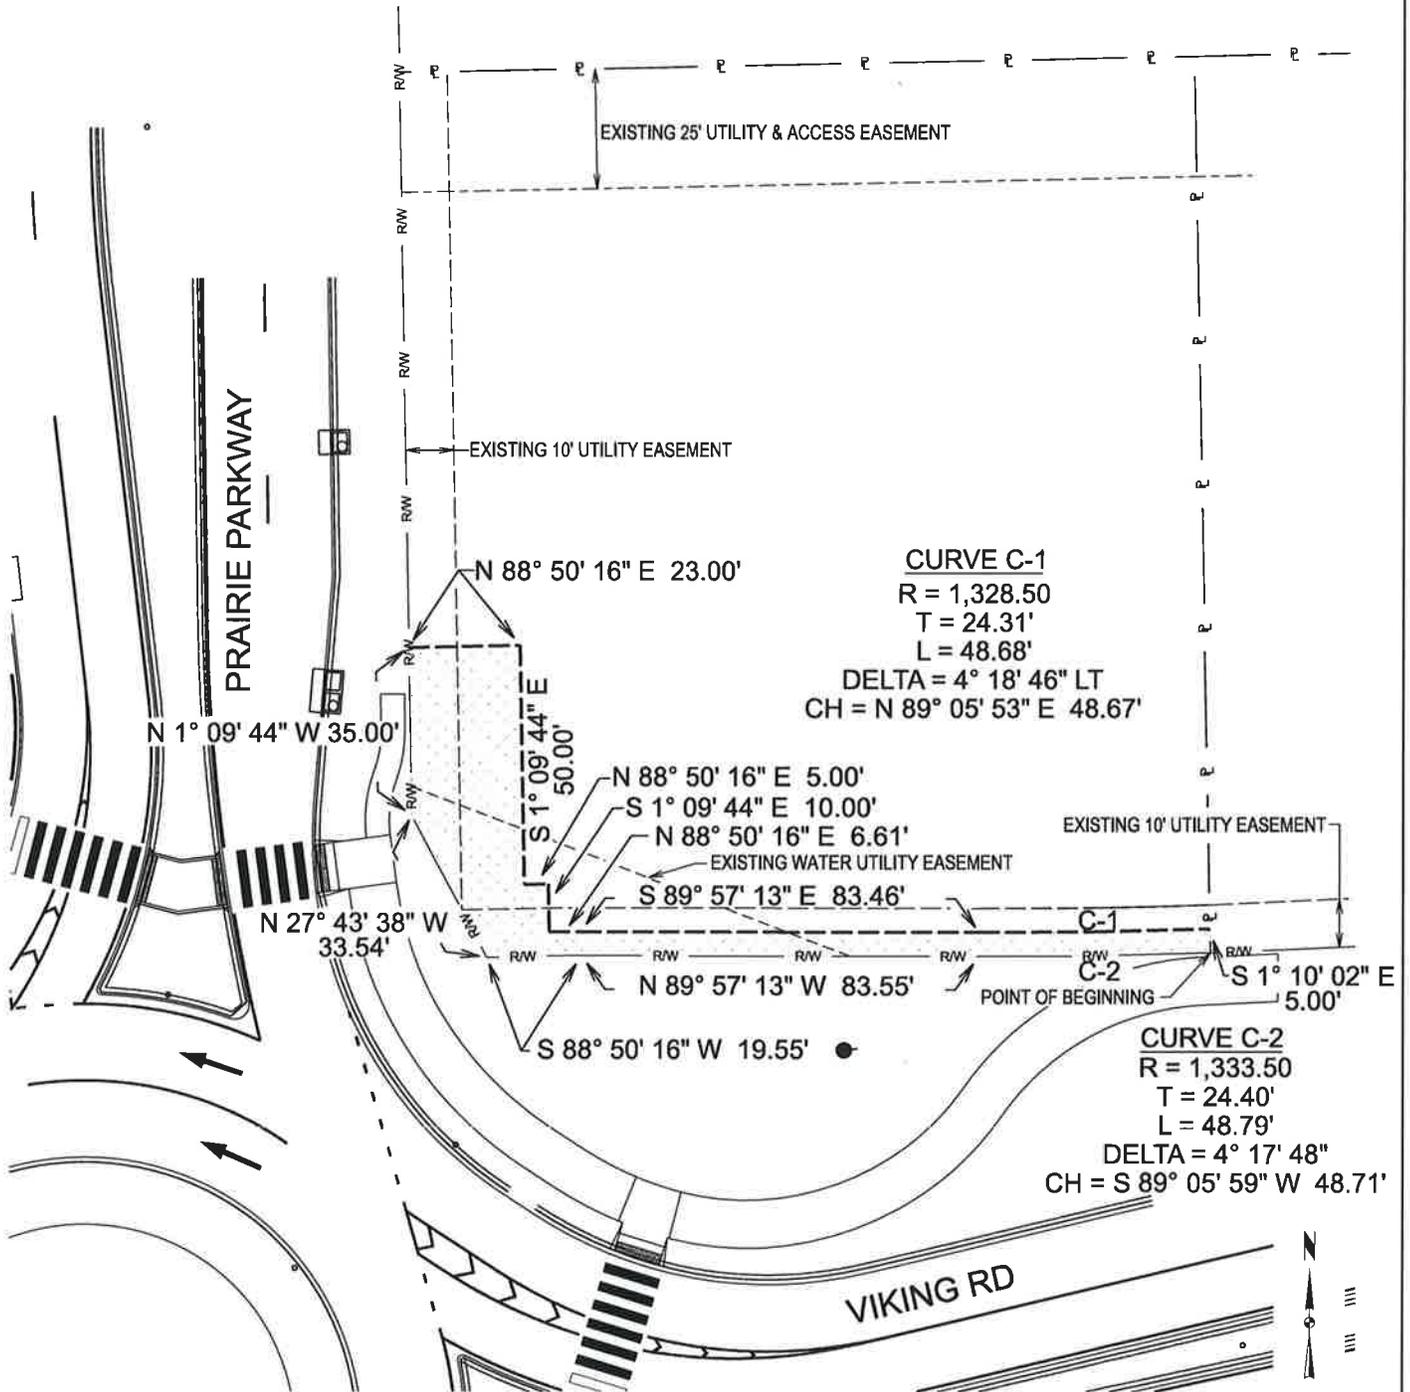 R/W
℄
℄
℄
℄
℄
℄
℄
EXISTING 25' UTILITY & ACCESS EASEMENT
℄
R/W
℄
R/W
PRAIRIE PARKWAY
EXISTING 10' UTILITY EASEMENT
℄
R/W
N 88° 50' 16" E 23.00'
CURVE C-1
R = 1,328.50
T = 24.31'
L = 48.68'
DELTA = 4° 18' 46" LT
CH = N 89° 05' 53" E 48.67'
℄
R/W
N 1° 09' 44" W 35.00'
S 1° 09' 44" E
50.00'
N 88° 50' 16" E 5.00'
℄
R/W
S 1° 09' 44" E 10.00'
N 88° 50' 16" E 6.61'
EXISTING 10' UTILITY EASEMENT
EXISTING WATER UTILITY EASEMENT
S 89° 57' 13" E 83.46'
C-1
℄
N 27° 43' 38" W
33.54'
R/W
R/W
R/W
R/W
R/W
R/W
R/W
C-2
S 1° 10' 02" E
5.00'
N 89° 57' 13" W 83.55'
POINT OF BEGINNING
S 88° 50' 16" W 19.55'
CURVE C-2
R = 1,333.50
T = 24.40'
L = 48.79'
DELTA = 4° 17' 48"
CH = S 89° 05' 59" W 48.71'
VIKING RD
N